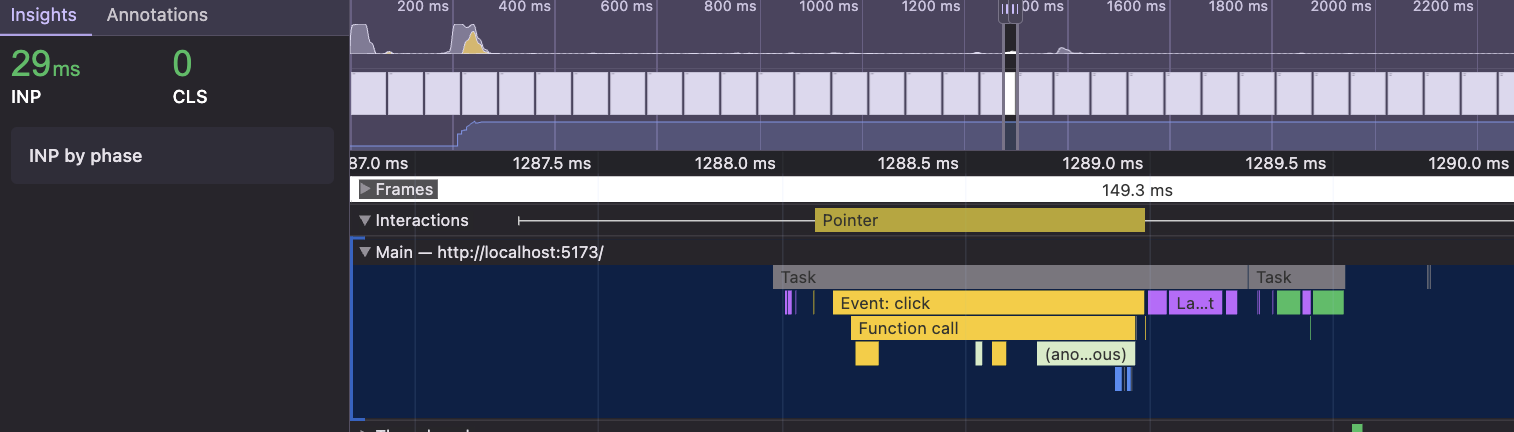 Insights Annotations
29ms 0
INP CLS
INP by phase
200 ms 400 ms 600 ms 800 ms 1000 ms 1200 ms 00 ms 1600 ms 1800 ms 2000 ms 2200 ms
87.0 ms 1287.5 ms 1288.0 ms 1288.5 ms 1289.0 ms 1289.5 ms 1290.0 ms
Frames 149.3 ms
Interactions Pointer
Main — http://localhost:5173/
Task Task
Event: click La...t
Function call
(ano...ous)